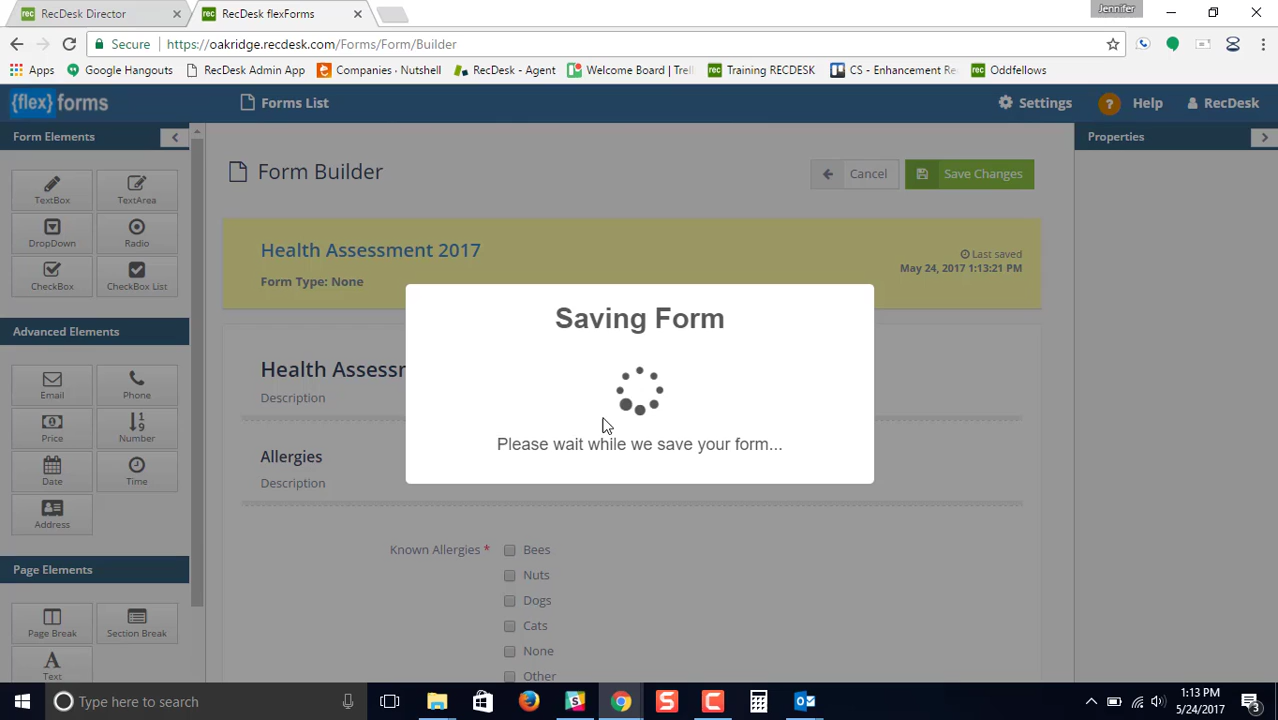 Jennifer
RecDesk Director
RecDesk flexForms
Secure
https://oakridge.recdesk.com/Forms/Form/Builder
Apps
Google Hangouts
RecDesk Admin App
Companies · Nutshell
RecDesk - Agent
Welcome Board | Trell
Training RECDESK
CS - Enhancement Re
Oddfellows
{flex}forms
Forms List
Settings
? Help
RecDesk
Form Elements
Properties
Form Builder
Cancel
Save Changes
TextBox
TextArea
DropDown
Radio
CheckBox
CheckBox List
Health Assessment 2017
Form Type: None
Last saved
May 24, 2017 1:13:21 PM
Saving Form
Please wait while we save your form...
Advanced Elements
Email
Phone
Price
Number
Date
Time
Address
Health Assessr
Description
Allergies
Description
Known Allergies *
Bees
Nuts
Dogs
Cats
None
Other
Page Elements
Page Break
Section Break
Text
Type here to search
1:13 PM
5/24/2017
3